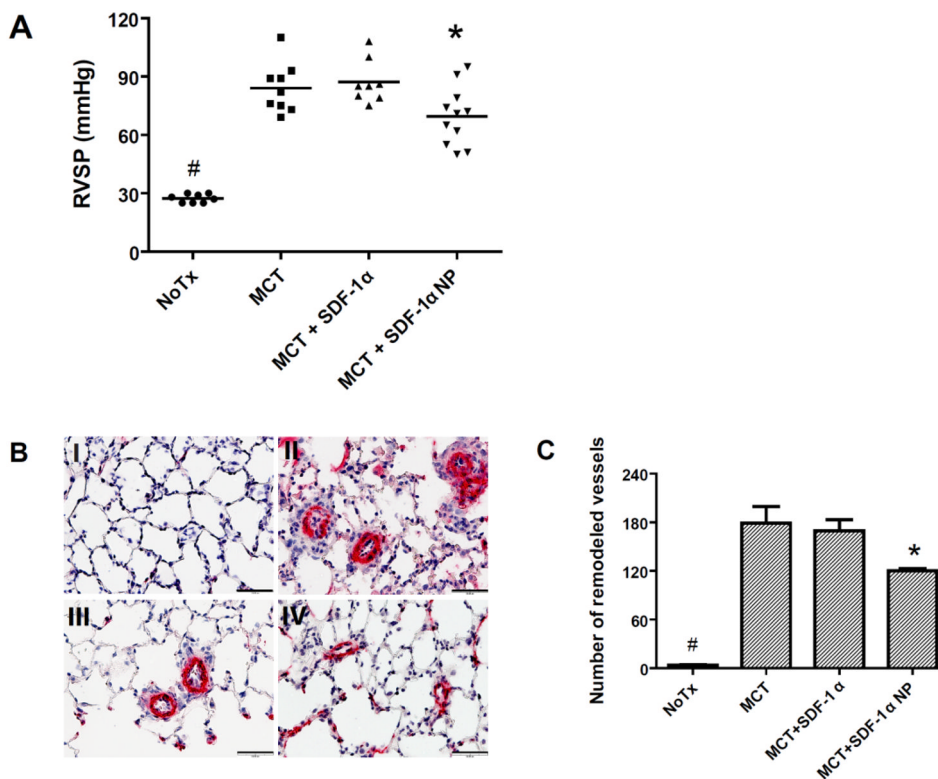 A
RVSP (mmHg)
120
90
60
30
0
#
*
NoTx
MCT
MCT + SDF-1α
MCT + SDF-1α NP
B
I
II
III
IV
C
Number of remodeled vessels
240
180
120
60
0
#
*
NoTx
MCT
MCT+SDF-1 α
MCT+SDF-1α NP